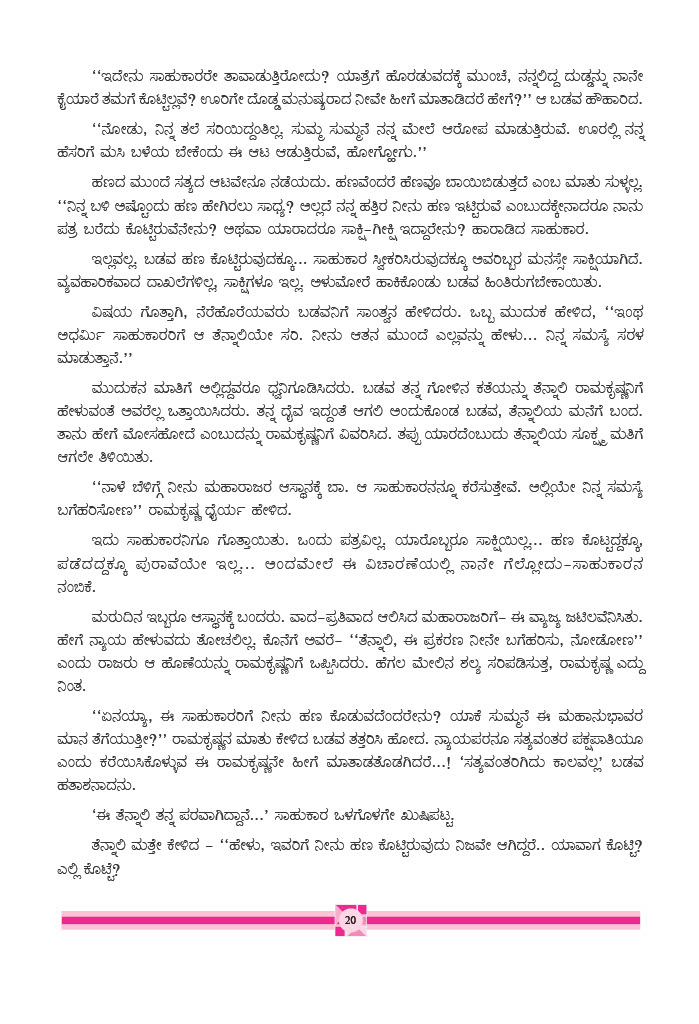 ‘‘ಇದೇನು ಸಾಹುಕಾರರೇ ತಾವಾಡುತ್ತಿರೋದು? ಯಾತ್ರೆಗೆ ಹೊರಡುವದಕ್ಕೆ ಮುಂಚೆ, ನನ್ನಲಿದ್ದ ದುಡ್ಡನ್ನು ನಾನೇ
ಕೈಯಾರೆ ತಮಗೆ ಕೊಟ್ಟಿಲ್ಲವೆ? ಊರಿಗೇ ದೊಡ್ಡ ಮನುಷ್ಯರಾದ ನೀವೇ ಹೀಗೆ ಮಾತಾಡಿದರೆ ಹೇಗೆ?’’ ಆ ಬಡವ ಹೌಹಾರಿದ.
‘‘ನೋಡು, ನಿನ್ನ ತಲೆ ಸರಿಯಿದ್ದಂತಿಲ್ಲ. ಸುಮ್ಮ ಸುಮ್ಮನೆ ನನ್ನ ಮೇಲೆ ಆರೋಪ ಮಾಡುತ್ತಿರುವೆ. ಊರಲ್ಲಿ ನನ್ನ
ಹೆಸರಿಗೆ ಮಸಿ ಬಳೆಯ ಬೇಕೆಂದು ಈ ಆಟ ಆಡುತ್ತಿರುವೆ, ಹೋಗ್ಹೋಗು.’’
ಹಣದ ಮುಂದೆ ಸತ್ಯದ ಆಟವೇನೂ ನಡೆಯದು. ಹಣವೆಂದರೆ ಹೆಣವೂ ಬಾಯಿಬಿಡುತ್ತದೆ ಎಂಬ ಮಾತು ಸುಳ್ಳಲ್ಲ.
‘‘ನಿನ್ನ ಬಳಿ ಅಷ್ಟೊಂದು ಹಣ ಹೇಗಿರಲು ಸಾಧ್ಯ? ಅಲ್ಲದೆ ನನ್ನ ಹತ್ತಿರ ನೀನು ಹಣ ಇಟ್ಟಿರುವೆ ಎಂಬುದಕ್ಕೇನಾದರೂ ನಾನು
ಪತ್ರ ಬರೆದು ಕೊಟ್ಟಿರುವೆನೇನು? ಅಥವಾ ಯಾರಾದರೂ ಸಾಕ್ಷಿ-ಗೀಕ್ಷಿ ಇದ್ದಾರೇನು? ಹಾರಾಡಿದ ಸಾಹುಕಾರ.
ಇಲ್ಲವಲ್ಲ. ಬಡವ ಹಣ ಕೊಟ್ಟಿರುವುದಕ್ಕೂ... ಸಾಹುಕಾರ ಸ್ವೀಕರಿಸಿರುವುದಕ್ಕೂ ಅವರಿಬ್ಬರ ಮನಸ್ಸೇ ಸಾಕ್ಷಿಯಾಗಿದೆ.
ವ್ಯವಹಾರಿಕವಾದ ದಾಖಲೆಗಳಿಲ್ಲ, ಸಾಕ್ಷಿಗಳೂ ಇಲ್ಲ. ಅಳುಮೋರೆ ಹಾಕಿಕೊಂಡು ಬಡವ ಹಿಂತಿರುಗಬೇಕಾಯಿತು.
ವಿಷಯ ಗೊತ್ತಾಗಿ, ನೆರೆಹೊರೆಯವರು ಬಡವನಿಗೆ ಸಾಂತ್ವನ ಹೇಳಿದರು. ಒಬ್ಬ ಮುದುಕ ಹೇಳಿದ, ‘‘ಇಂಥ
ಅಧರ್ಮಿ ಸಾಹುಕಾರರಿಗೆ ಆ ತೆನ್ನಾಲಿಯೇ ಸರಿ. ನೀನು ಆತನ ಮುಂದೆ ಎಲ್ಲವನ್ನು ಹೇಳು... ನಿನ್ನ ಸಮಸ್ಯೆ ಸರಳ
ಮಾಡುತ್ತಾನೆ.’’
ಮುದುಕನ ಮಾತಿಗೆ ಅಲ್ಲಿದ್ದವರೂ ಧ್ವನಿಗೂಡಿಸಿದರು. ಬಡವ ತನ್ನ ಗೋಳಿನ ಕತೆಯನ್ನು ತೆನ್ನಾಲಿ ರಾಮಕೃಷ್ಣನಿಗೆ
ಹೇಳುವಂತೆ ಅವರೆಲ್ಲ ಒತ್ತಾಯಿಸಿದರು. ತನ್ನ ದೈವ ಇದ್ದಂತೆ ಆಗಲಿ ಅಂದುಕೊಂಡ ಬಡವ, ತೆನ್ನಾಲಿಯ ಮನೆಗೆ ಬಂದ.
ತಾನು ಹೇಗೆ ಮೋಸಹೋದೆ ಎಂಬುದನ್ನು ರಾಮಕೃಷ್ಣನಿಗೆ ವಿವರಿಸಿದ. ತಪ್ಪು ಯಾರದೆಂಬುದು ತೆನ್ನಾಲಿಯ ಸೂಕ್ಷ್ಮ ಮತಿಗೆ
ಆಗಲೇ ತಿಳಿಯಿತು.
‘‘ನಾಳೆ ಬೆಳಿಗ್ಗೆ ನೀನು ಮಹಾರಾಜರ ಆಸ್ಥಾನಕ್ಕೆ ಬಾ. ಆ ಸಾಹುಕಾರನನ್ನೂ ಕರೆಸುತ್ತೇವೆ. ಅಲ್ಲಿಯೇ ನಿನ್ನ ಸಮಸ್ಯೆ
ಬಗೆಹರಿಸೋಣ’’ ರಾಮಕೃಷ್ಣ ಧೈರ್ಯ ಹೇಳಿದ.
ಇದು ಸಾಹುಕಾರನಿಗೂ ಗೊತ್ತಾಯಿತು. ಒಂದು ಪತ್ರವಿಲ್ಲ. ಯಾರೊಬ್ಬರೂ ಸಾಕ್ಷಿಯಿಲ್ಲ... ಹಣ ಕೊಟ್ಟದ್ದಕ್ಕೂ,
ಪಡೆದದ್ದಕ್ಕೂ ಪುರಾವೆಯೇ ಇಲ್ಲ... ಅಂದಮೇಲೆ ಈ ವಿಚಾರಣೆಯಲ್ಲಿ ನಾನೇ ಗೆಲ್ಲೋದು-ಸಾಹುಕಾರನ
ನಂಬಿಕೆ.
ಮರುದಿನ ಇಬ್ಬರೂ ಆಸ್ಥಾನಕ್ಕೆ ಬಂದರು. ವಾದ-ಪ್ರತಿವಾದ ಆಲಿಸಿದ ಮಹಾರಾಜರಿಗೆ- ಈ ವ್ಯಾಜ್ಯ ಜಟಿಲವೆನಿಸಿತು.
ಹೇಗೆ ನ್ಯಾಯ ಹೇಳುವದು ತೋಚಲಿಲ್ಲ. ಕೊನೆಗೆ ಅವರೆ- ‘‘ತೆನ್ನಾಲಿ, ಈ ಪ್ರಕರಣ ನೀನೇ ಬಗೆಹರಿಸು, ನೋಡೋಣ’’
ಎಂದು ರಾಜರು ಆ ಹೊಣೆಯನ್ನು ರಾಮಕೃಷ್ಣನಿಗೆ ಒಪ್ಪಿಸಿದರು. ಹೆಗಲ ಮೇಲಿನ ಶಲ್ಯ ಸರಿಪಡಿಸುತ್ತ, ರಾಮಕೃಷ್ಣ ಎದ್ದು
ನಿಂತ.
‘‘ಏನಯ್ಯಾ, ಈ ಸಾಹುಕಾರರಿಗೆ ನೀನು ಹಣ ಕೊಡುವದೆಂದರೇನು? ಯಾಕೆ ಸುಮ್ಮನೆ ಈ ಮಹಾನುಭಾವರ
ಮಾನ ತೆಗೆಯುತ್ತೀ?’’ ರಾಮಕೃಷ್ಣನ ಮಾತು ಕೇಳಿದ ಬಡವ ತತ್ತರಿಸಿ ಹೋದ. ನ್ಯಾಯಪರನೂ ಸತ್ಯವಂತರ ಪಕ್ಷಪಾತಿಯೂ
ಎಂದು ಕರೆಯಿಸಿಕೊಳ್ಳುವ ಈ ರಾಮಕೃಷ್ಣನೇ ಹೀಗೆ ಮಾತಾಡತೊಡಗಿದರೆ...! ‘ಸತ್ಯವಂತರಿಗಿದು ಕಾಲವಲ್ಲ’ ಬಡವ
ಹತಾಶನಾದನು.
‘ಈ ತೆನ್ನಾಲಿ ತನ್ನ ಪರವಾಗಿದ್ದಾನೆ...’ ಸಾಹುಕಾರ ಒಳಗೊಳಗೇ ಖುಷಿಪಟ್ಟ.
ತೆನ್ನಾಲಿ ಮತ್ತೇ ಕೇಳಿದ – ‘‘ಹೇಳು, ಇವರಿಗೆ ನೀನು ಹಣ ಕೊಟ್ಟಿರುವುದು ನಿಜವೇ ಆಗಿದ್ದರೆ.. ಯಾವಾಗ ಕೊಟ್ಟಿ?
ಎಲ್ಲಿ ಕೊಟ್ಟೆ?
20